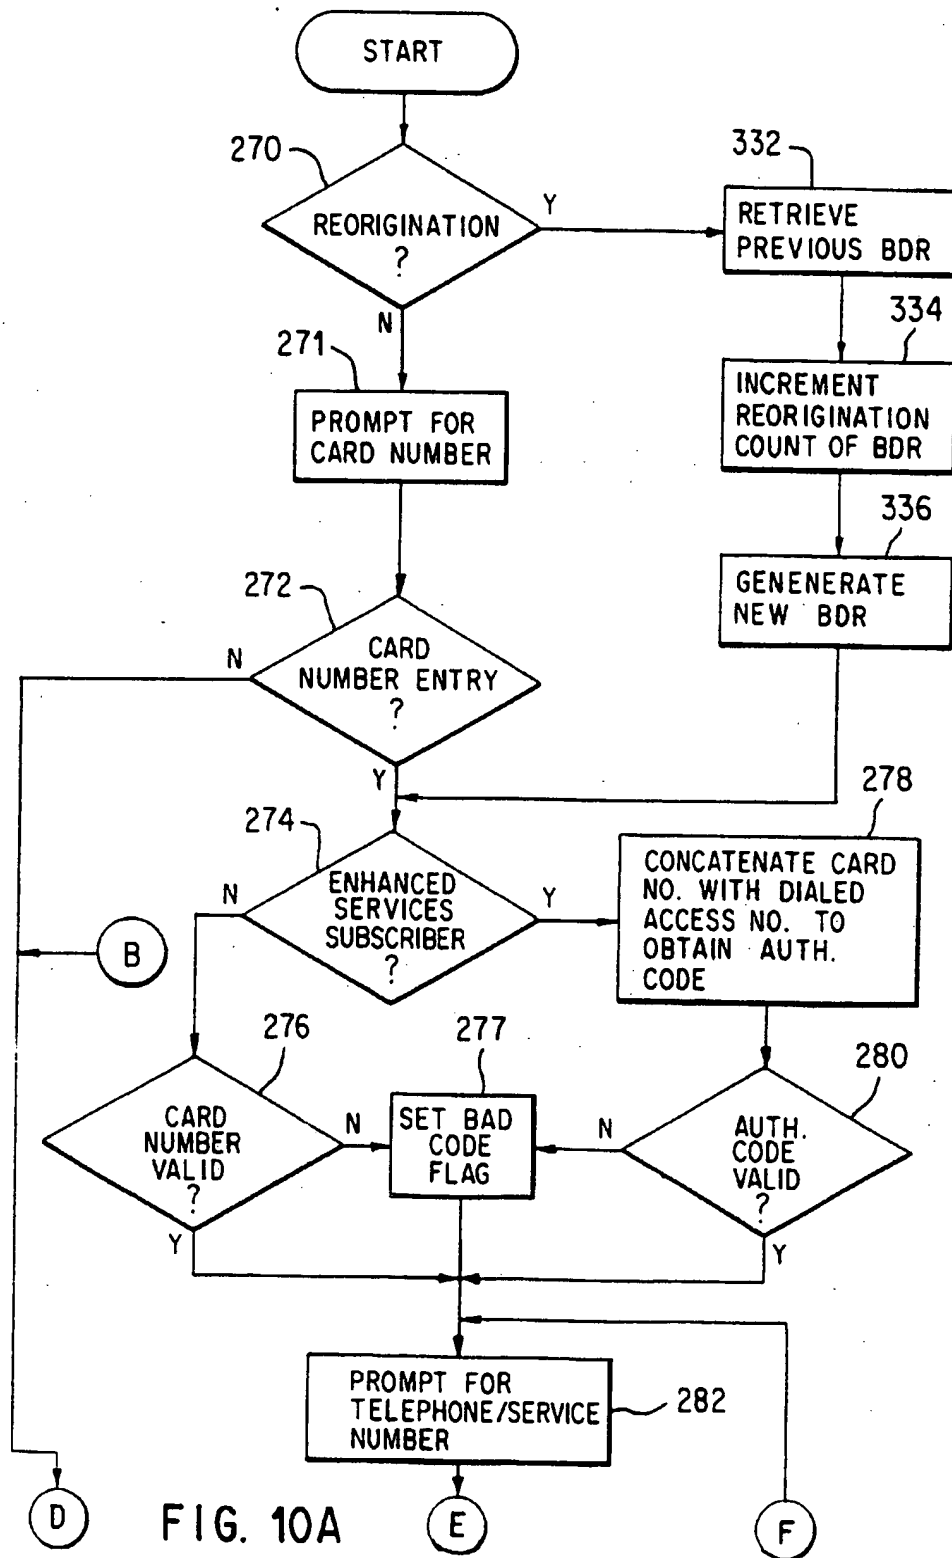 START
270
REORIGINATION
?
Y
N
332
RETRIEVE
PREVIOUS BDR
334
INCREMENT
REORIGINATION
COUNT OF BDR
336
GENENERATE
NEW BDR
271
PROMPT FOR
CARD NUMBER
272
CARD
NUMBER ENTRY
?
N
Y
274
ENHANCED
SERVICES
SUBSCRIBER
?
N
Y
278
CONCATENATE CARD
NO. WITH DIALED
ACCESS NO. TO
OBTAIN AUTH.
CODE
B
276
CARD
NUMBER
VALID
?
N
Y
277
SET BAD
CODE
FLAG
280
AUTH.
CODE
VALID
?
N
Y
PROMPT FOR
TELEPHONE/SERVICE
NUMBER
282
D
FIG. 10A
E
F